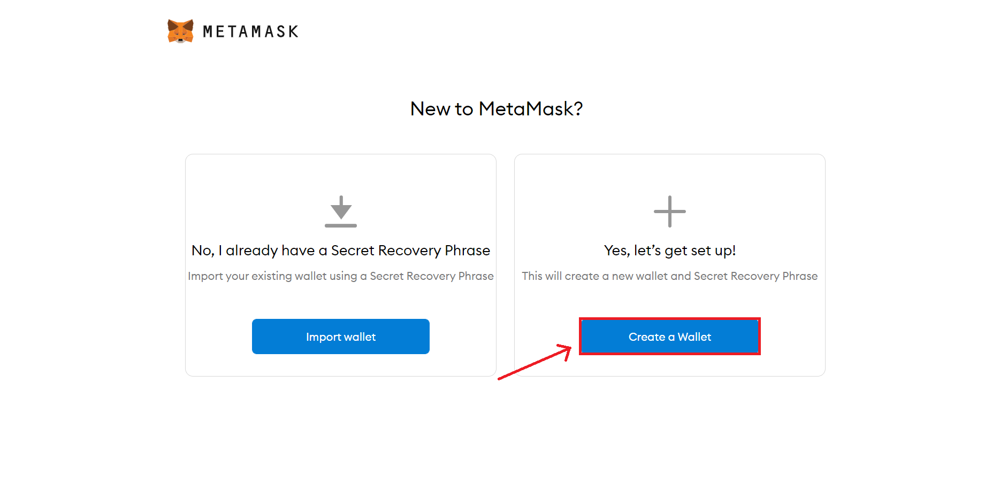 METAMASK
New to MetaMask?
No, I already have a Secret Recovery Phrase
Import your existing wallet using a Secret Recovery Phrase
Import wallet
Yes, let’s get set up!
This will create a new wallet and Secret Recovery Phrase
Create a Wallet